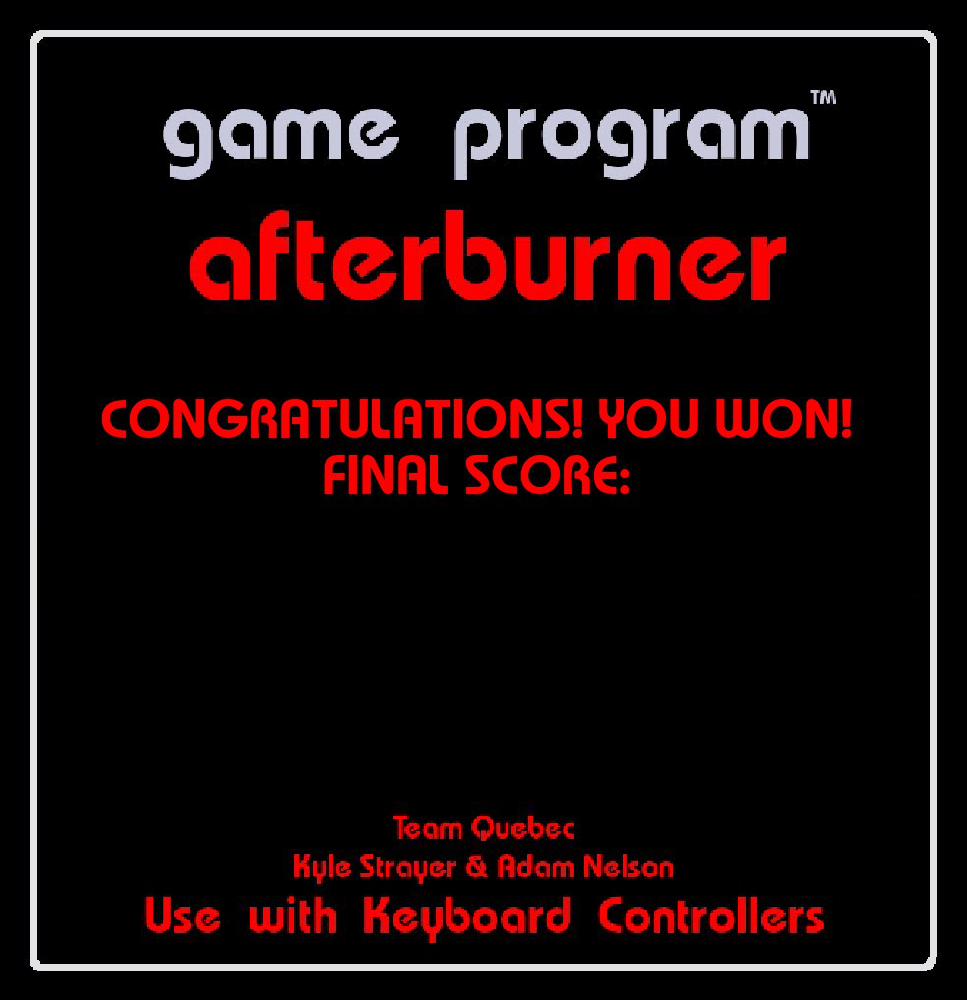 game program™
afterburner
CONGRATULATIONS! YOU WON!
FINAL SCORE:
Team Quebec
Kyle Strayer & Adam Nelson
Use with Keyboard Controllers